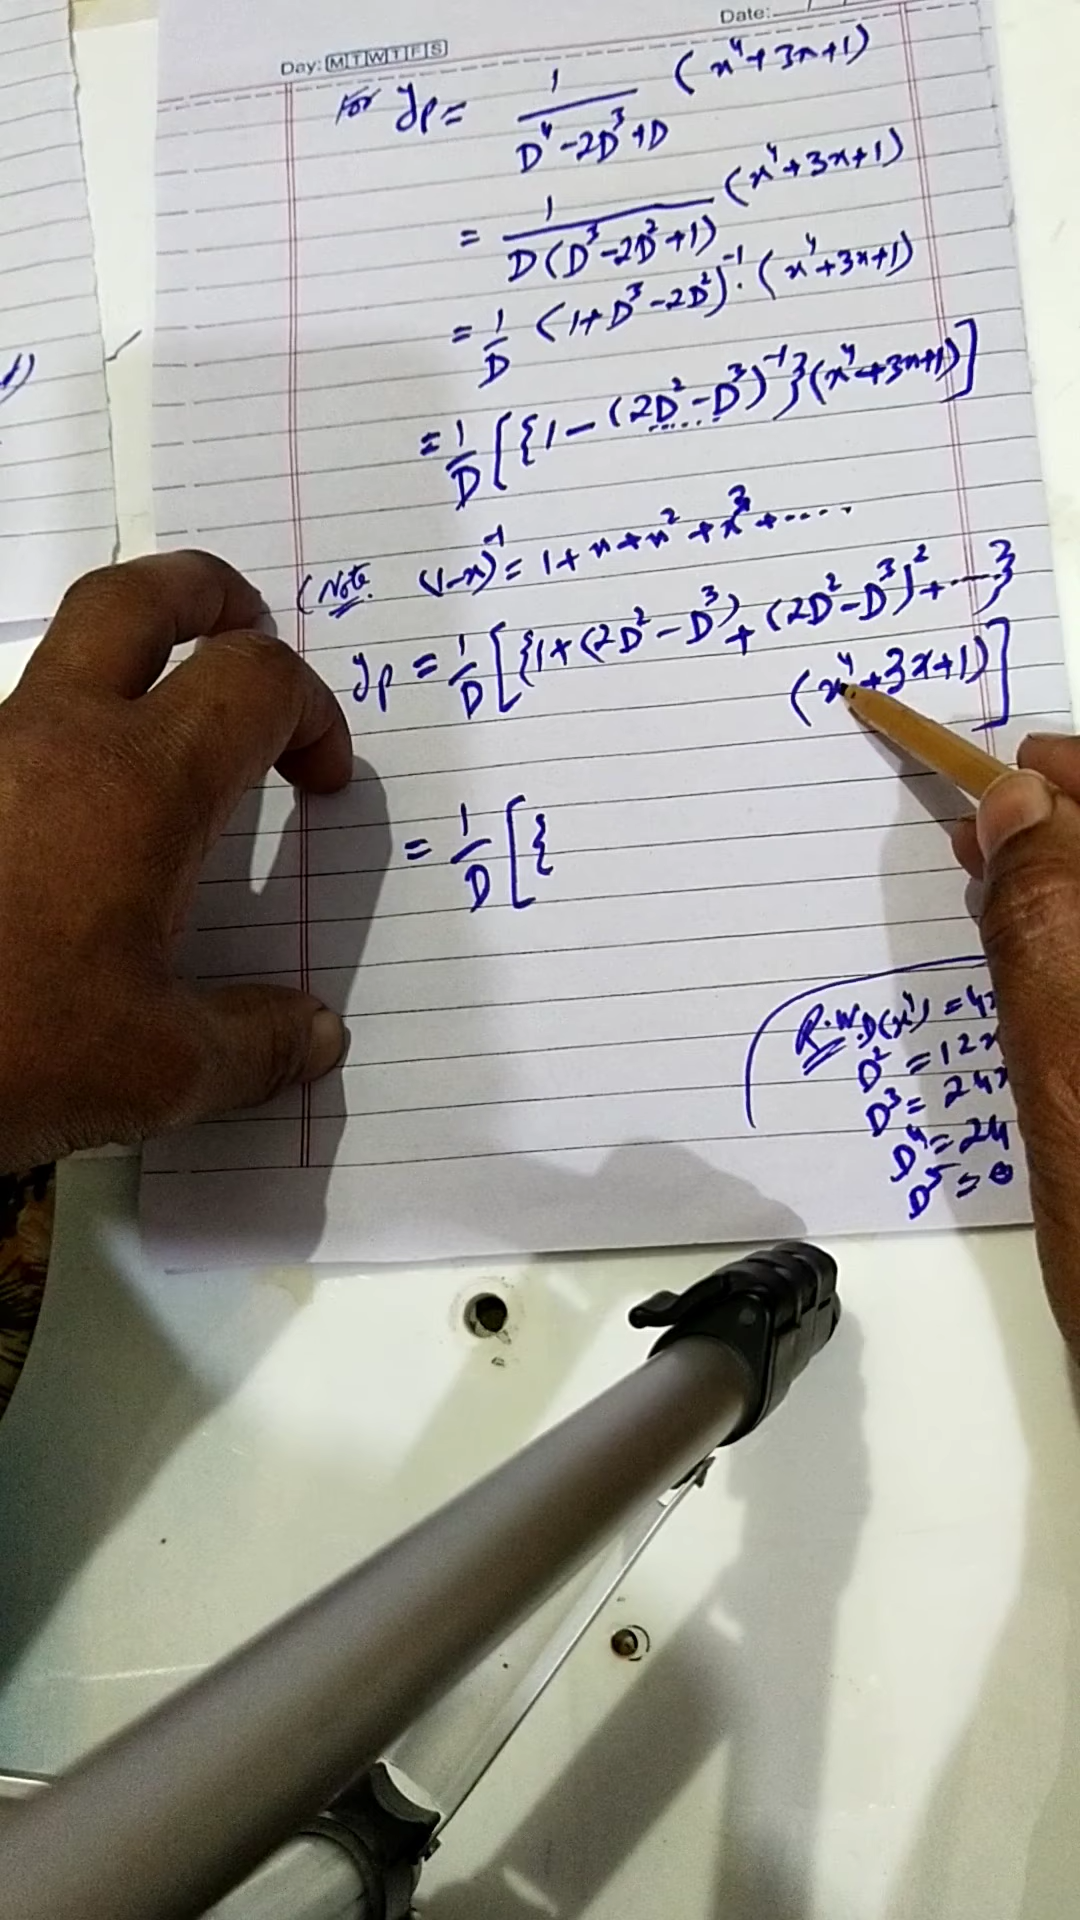 Date:
Day: M T W T F S
For yp = 1/(D⁴-2D³+D) (x⁴+3x+1)
= 1/(D(D³-2D²+1)) (x⁴+3x+1)
= 1/D (1+D³-2D²)⁻¹ · (x⁴+3x+1)
= 1/D [{1-(2D²-D³)⁻¹}(x⁴+3x+1)]
(Note (1-x)⁻¹ = 1+x+x²+x³+.....
yp = 1/D [{1+(2D²-D³)+(2D²-D³)²+----}
(x⁴+3x+1)]
= 1/D [{
R.W. D(x⁴) = 4x
D² = 12x
D³ = 24x
D⁴ = 24
D⁵ = 0